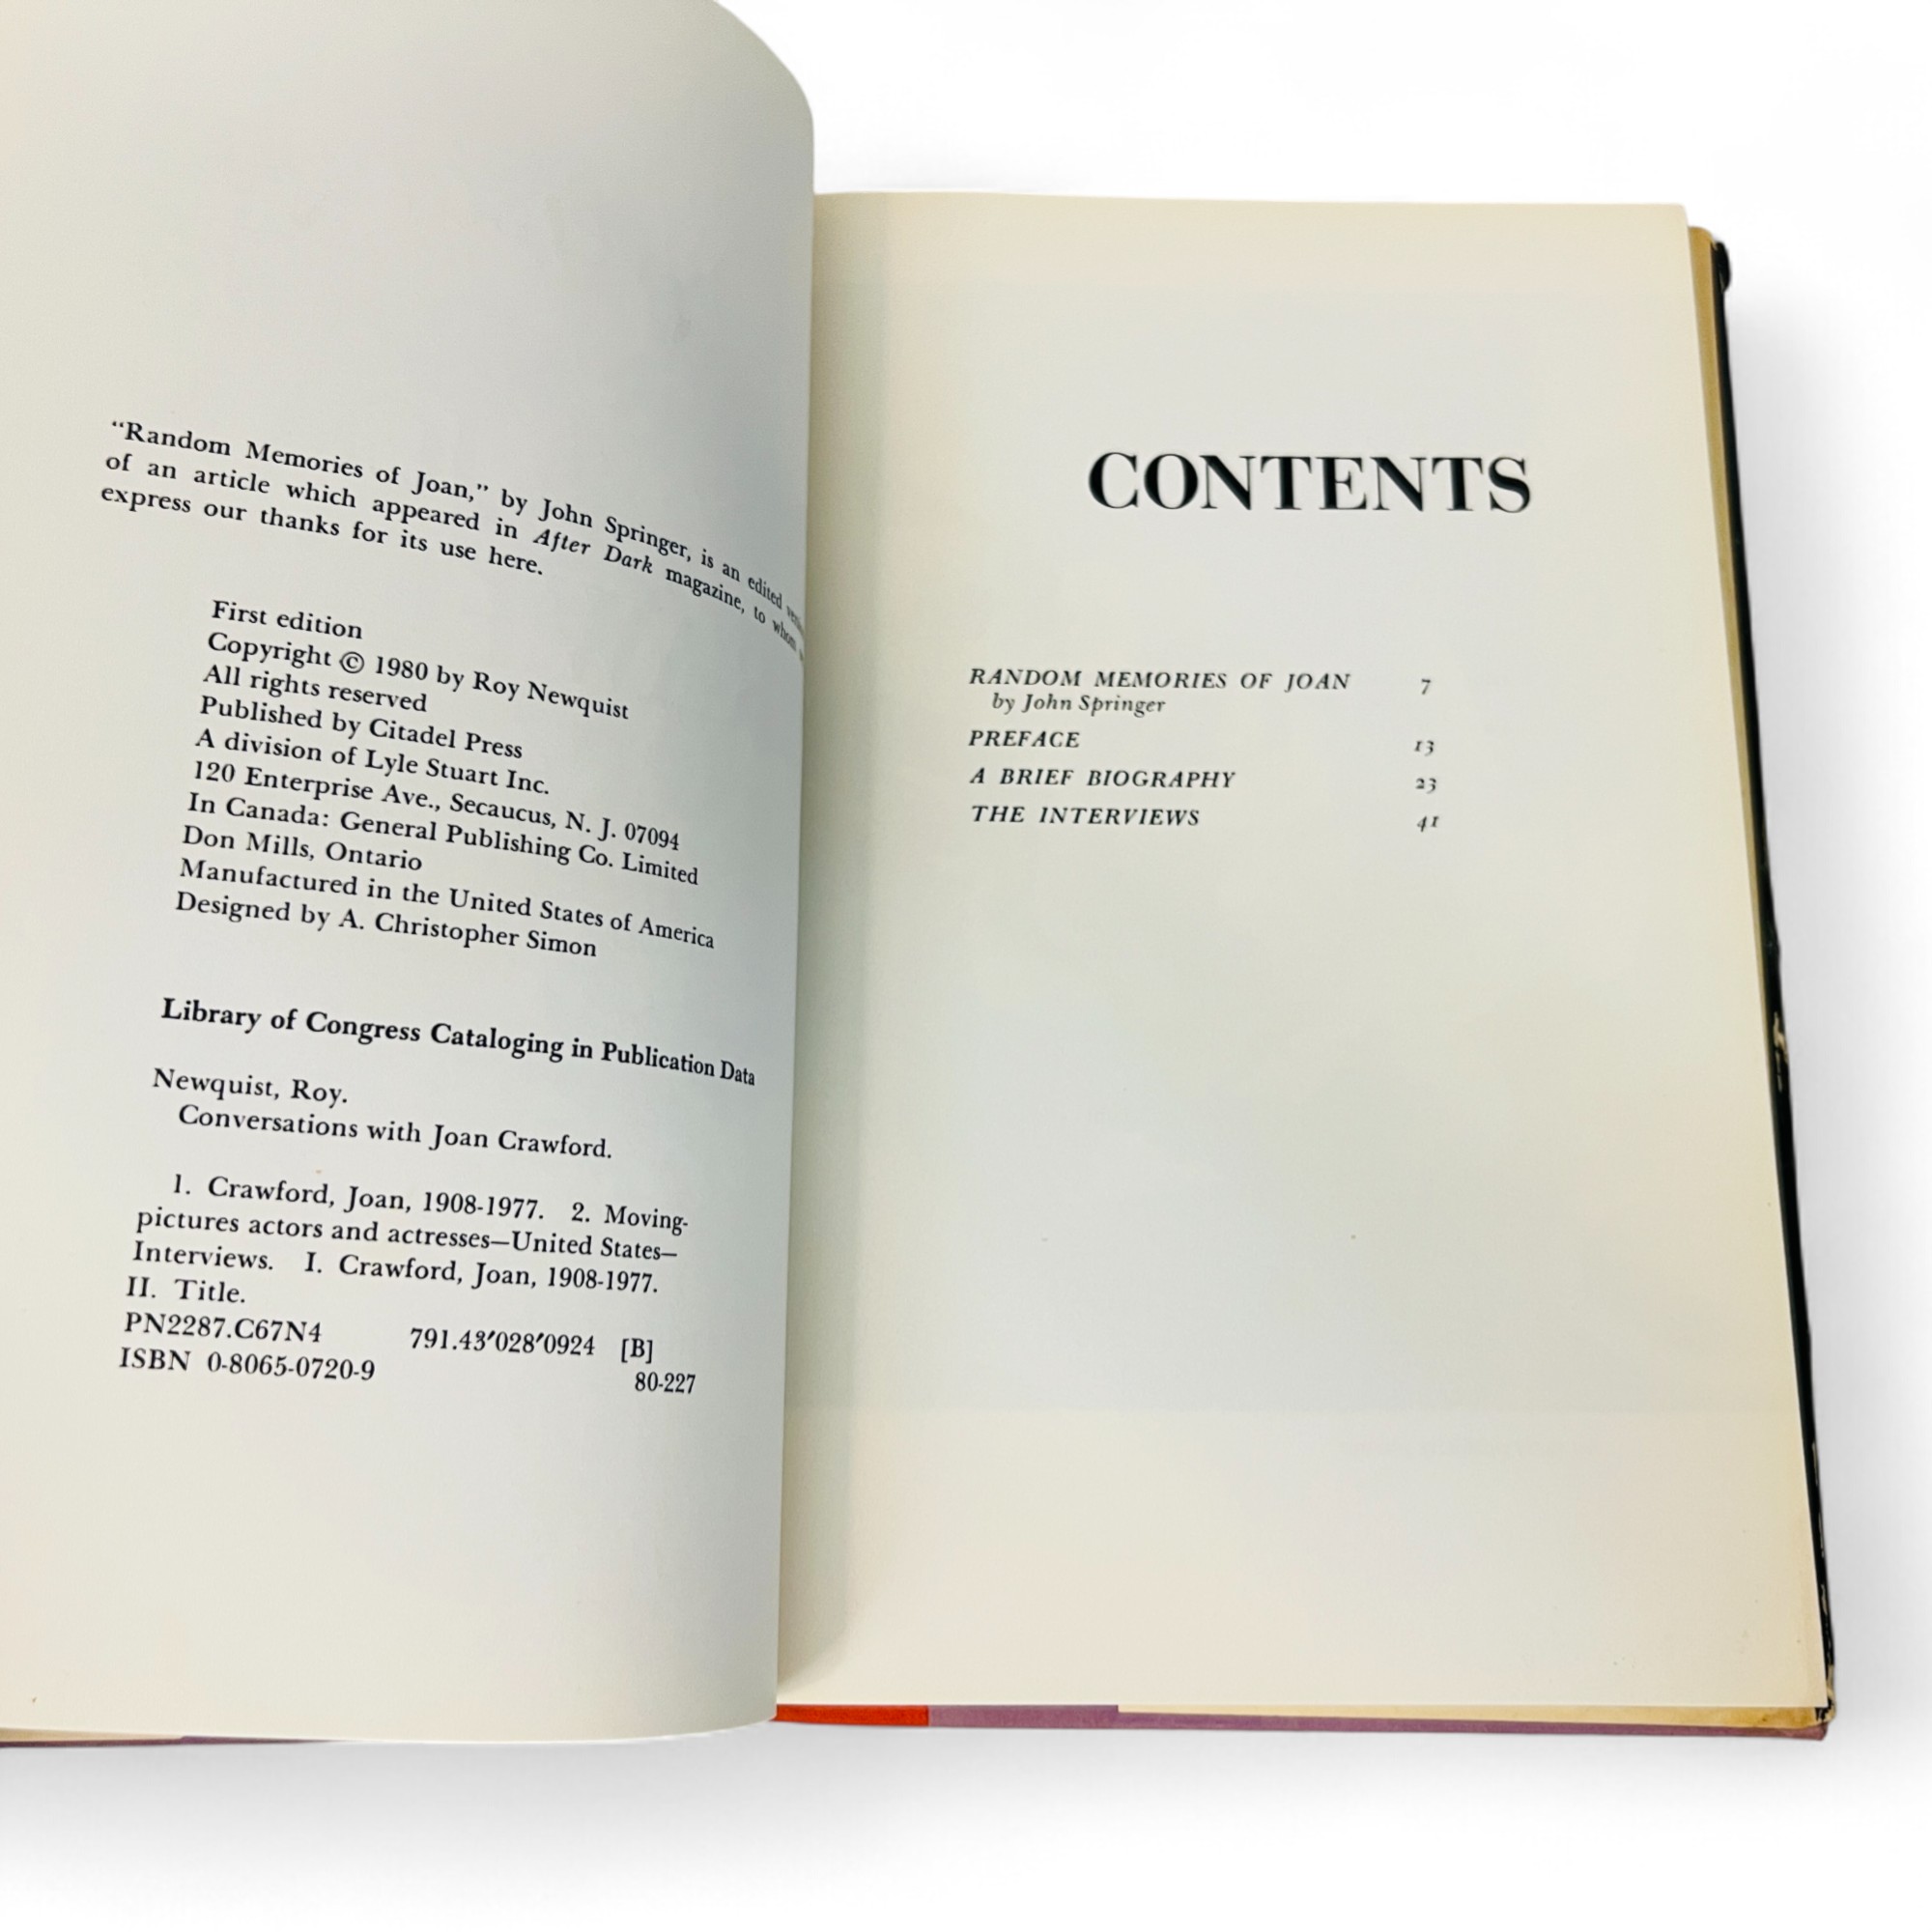 "Random Memories of Joan," by John Springer, is an edited
of an article which appeared in After Dark magazine, to whom
express our thanks for its use here.
First edition
Copyright © 1980 by Roy Newquist
All rights reserved
Published by Citadel Press
A division of Lyle Stuart Inc.
120 Enterprise Ave., Secaucus, N. J. 07094
In Canada: General Publishing Co. Limited
Don Mills, Ontario
Manufactured in the United States of America
Designed by A. Christopher Simon
Library of Congress Cataloging in Publication Data
Newquist, Roy.
Conversations with Joan Crawford.
1. Crawford, Joan, 1908-1977. 2. Moving-
pictures actors and actresses—United States—
Interviews. I. Crawford, Joan, 1908-1977.
II. Title.
PN2287.C67N4 791.43′028′0924 [B]
ISBN 0-8065-0720-9 80-227
CONTENTS
RANDOM MEMORIES OF JOAN 7
by John Springer
PREFACE 13
A BRIEF BIOGRAPHY 23
THE INTERVIEWS 41